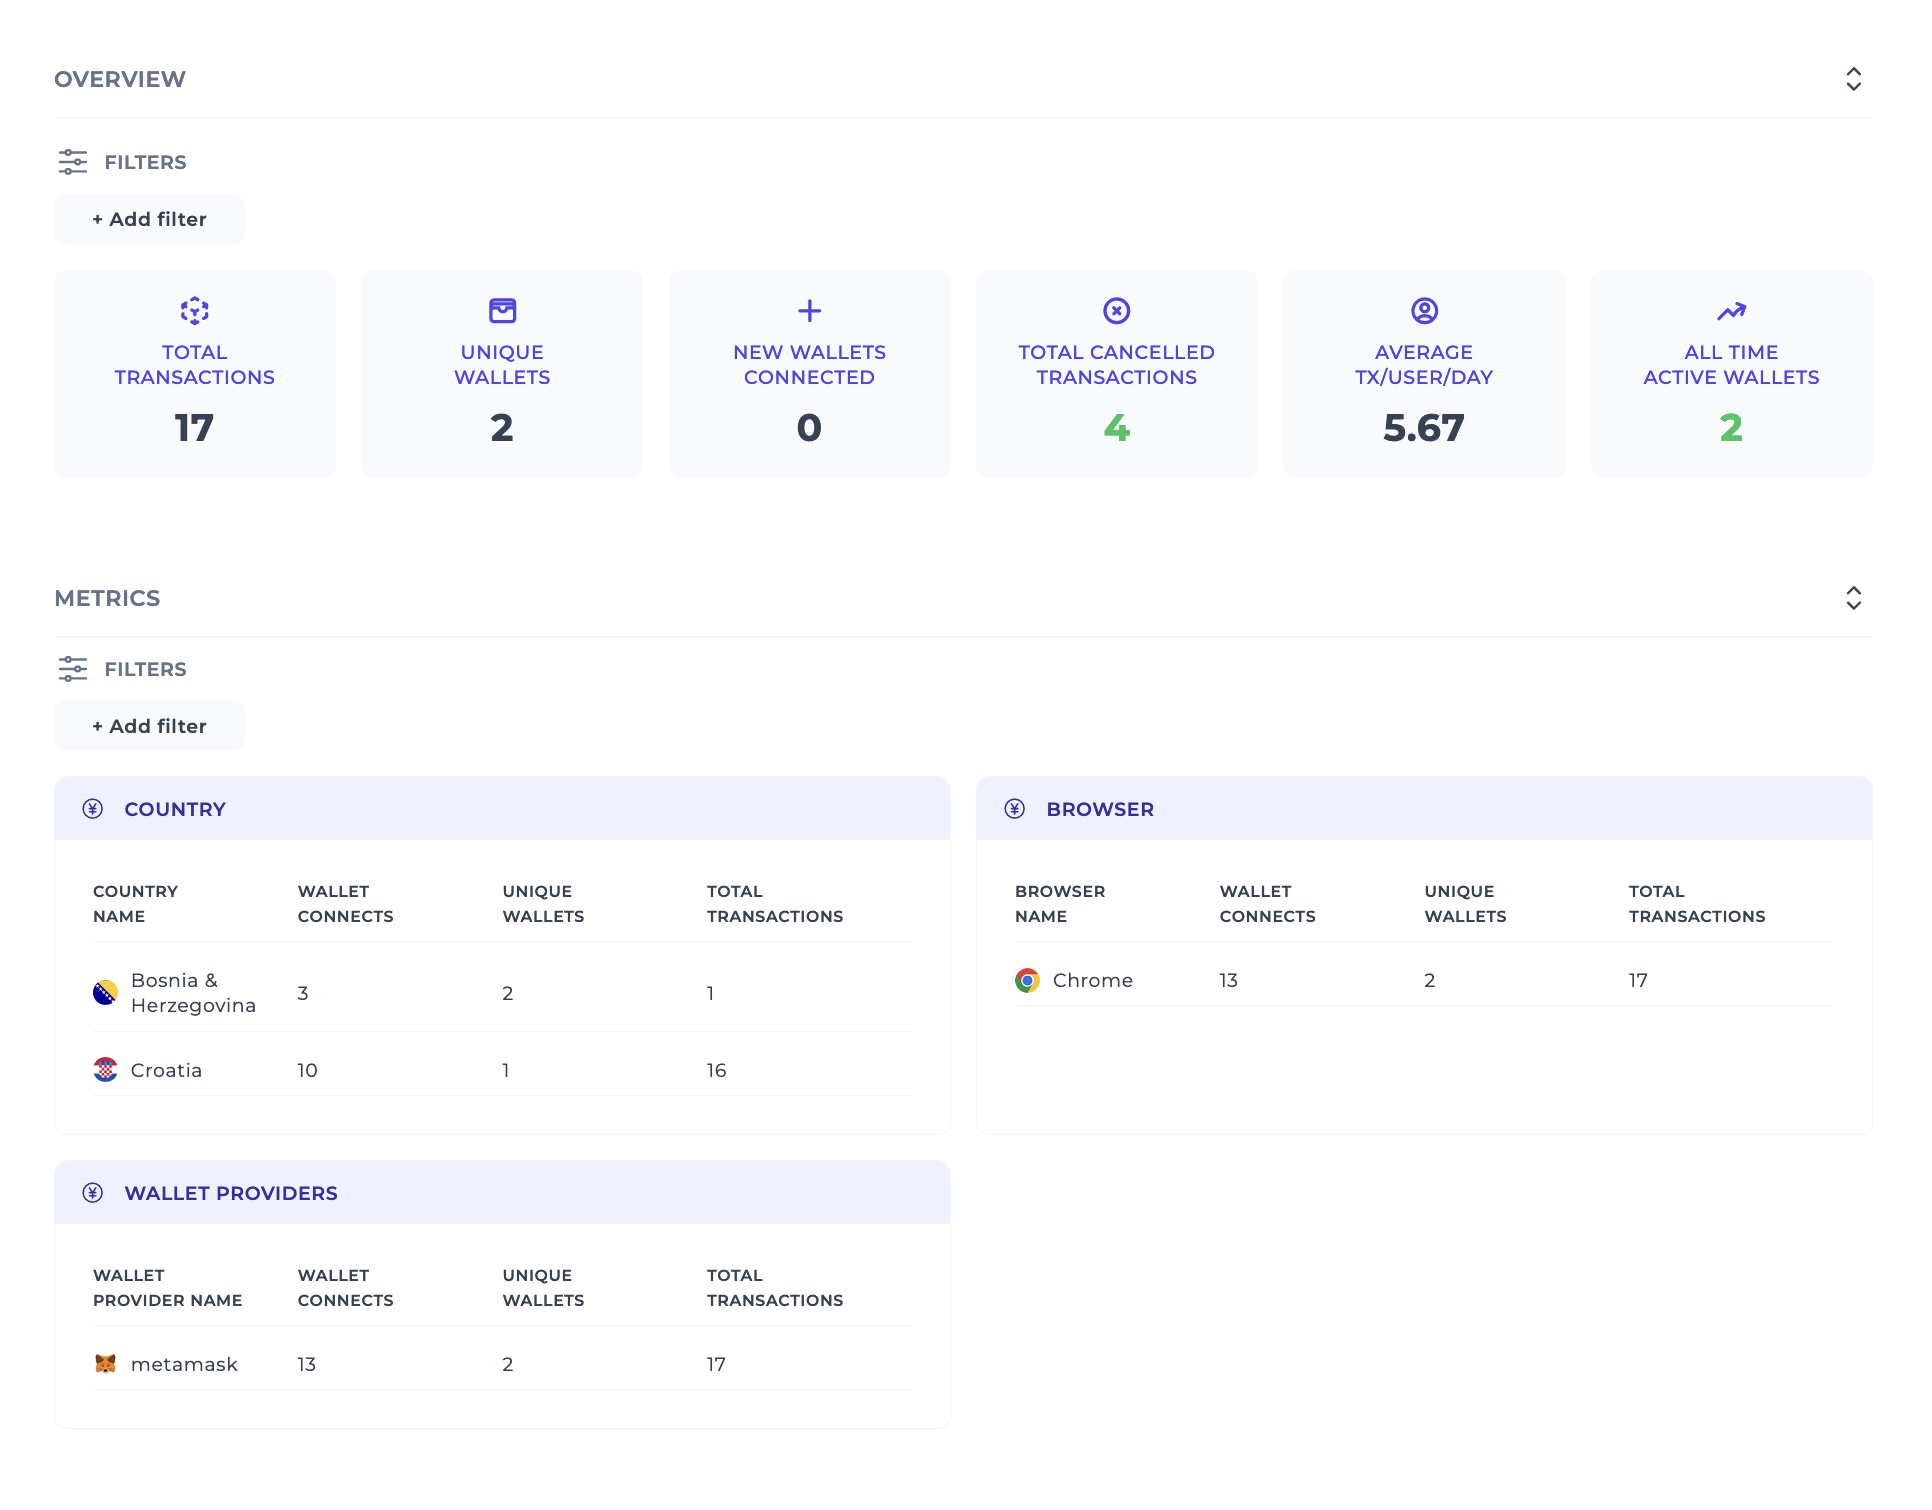 OVERVIEW
FILTERS
+ Add filter
TOTAL
TRANSACTIONS
17
UNIQUE
WALLETS
2
NEW WALLETS
CONNECTED
0
TOTAL CANCELLED
TRANSACTIONS
4
AVERAGE
TX/USER/DAY
5.67
ALL TIME
ACTIVE WALLETS
2
METRICS
FILTERS
+ Add filter
COUNTRY
COUNTRY
NAME
WALLET
CONNECTS
UNIQUE
WALLETS
TOTAL
TRANSACTIONS
Bosnia &
Herzegovina
3
2
1
Croatia
10
1
16
BROWSER
BROWSER
NAME
WALLET
CONNECTS
UNIQUE
WALLETS
TOTAL
TRANSACTIONS
Chrome
13
2
17
WALLET PROVIDERS
WALLET
PROVIDER NAME
WALLET
CONNECTS
UNIQUE
WALLETS
TOTAL
TRANSACTIONS
metamask
13
2
17